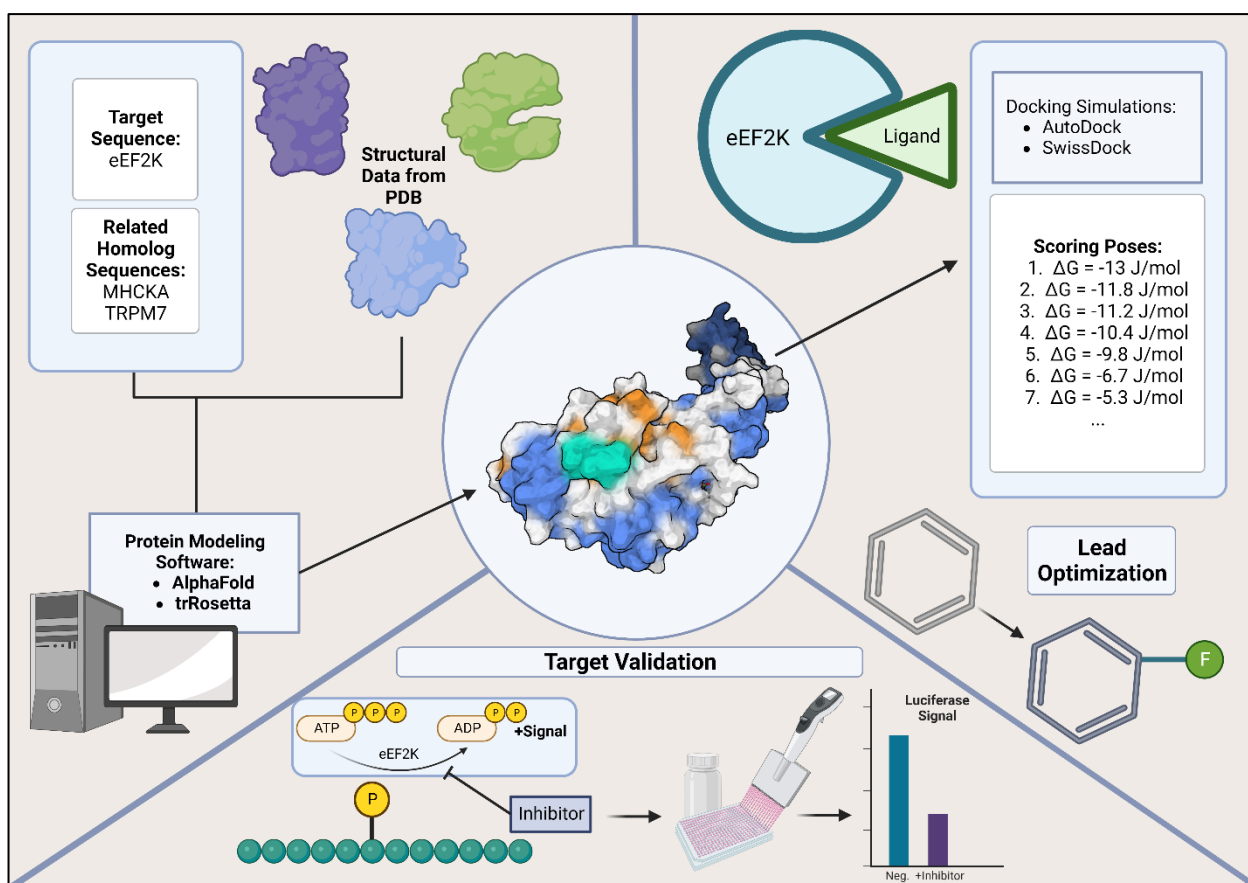 Target
Sequence:
eEF2K
Related
Homolog
Sequences:
MHCKA
TRPM7
Structural
Data from
PDB
Protein Modeling
Software:
• AlphaFold
• trRosetta
eEF2K
Ligand
Docking Simulations:
• AutoDock
• SwissDock
Scoring Poses:
1. ΔG = -13 J/mol
2. ΔG = -11.8 J/mol
3. ΔG = -11.2 J/mol
4. ΔG = -10.4 J/mol
5. ΔG = -9.8 J/mol
6. ΔG = -6.7 J/mol
7. ΔG = -5.3 J/mol
...
Lead
Optimization
F
Target Validation
ATP
P P P
ADP
P P
+Signal
eEF2K
P
Inhibitor
Luciferase
Signal
Neg. +Inhibitor